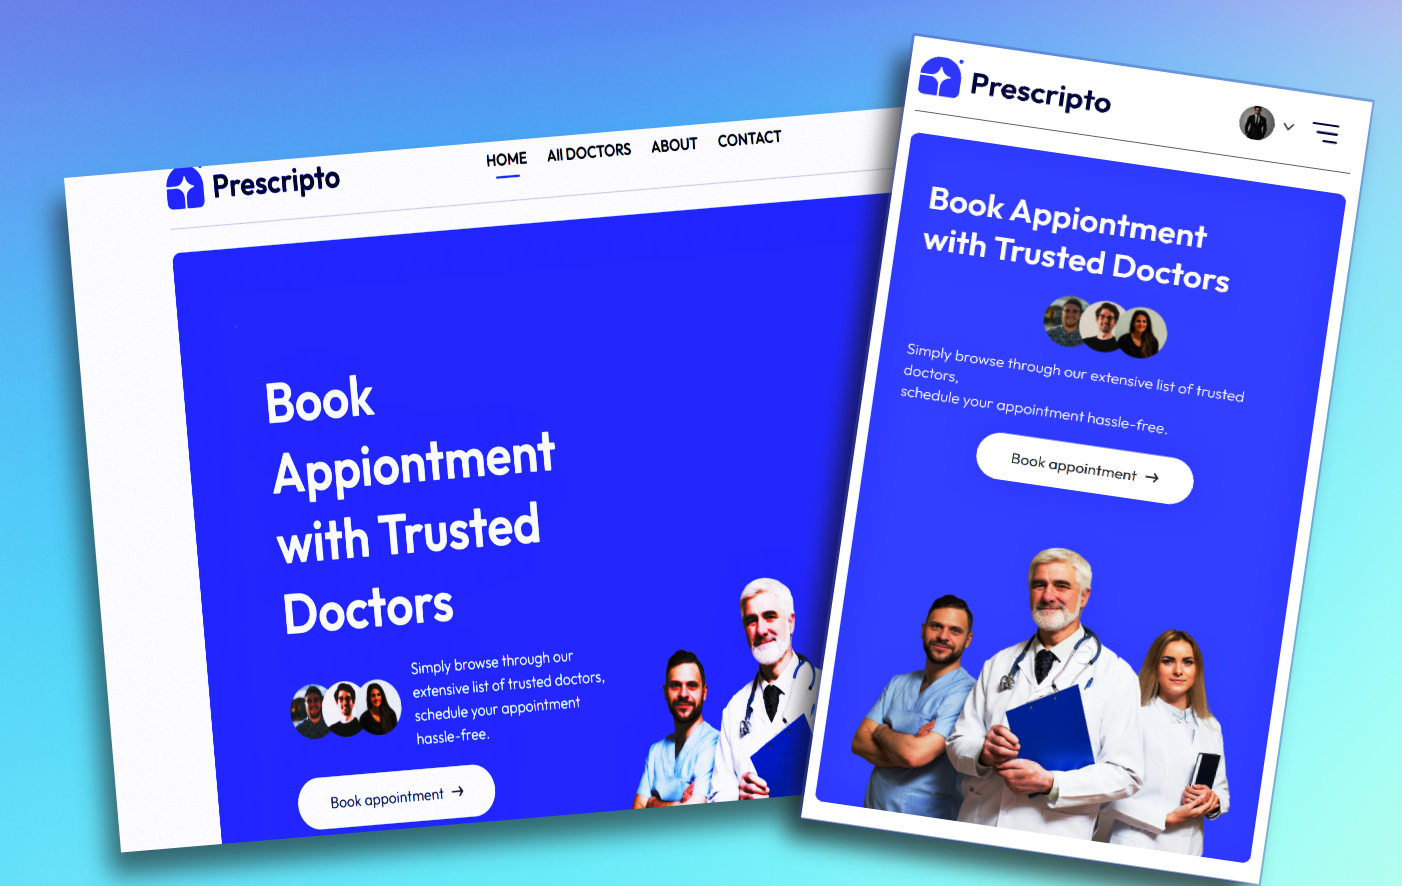 Prescripto
HOME All DOCTORS ABOUT CONTACT
Book
Appiontment
with Trusted
Doctors
Simply browse through our
extensive list of trusted doctors,
schedule your appointment
hassle-free.
Book appointment →
Prescripto
Book Appiontment
with Trusted Doctors
Simply browse through our extensive list of trusted
doctors,
schedule your appointment hassle-free.
Book appointment →